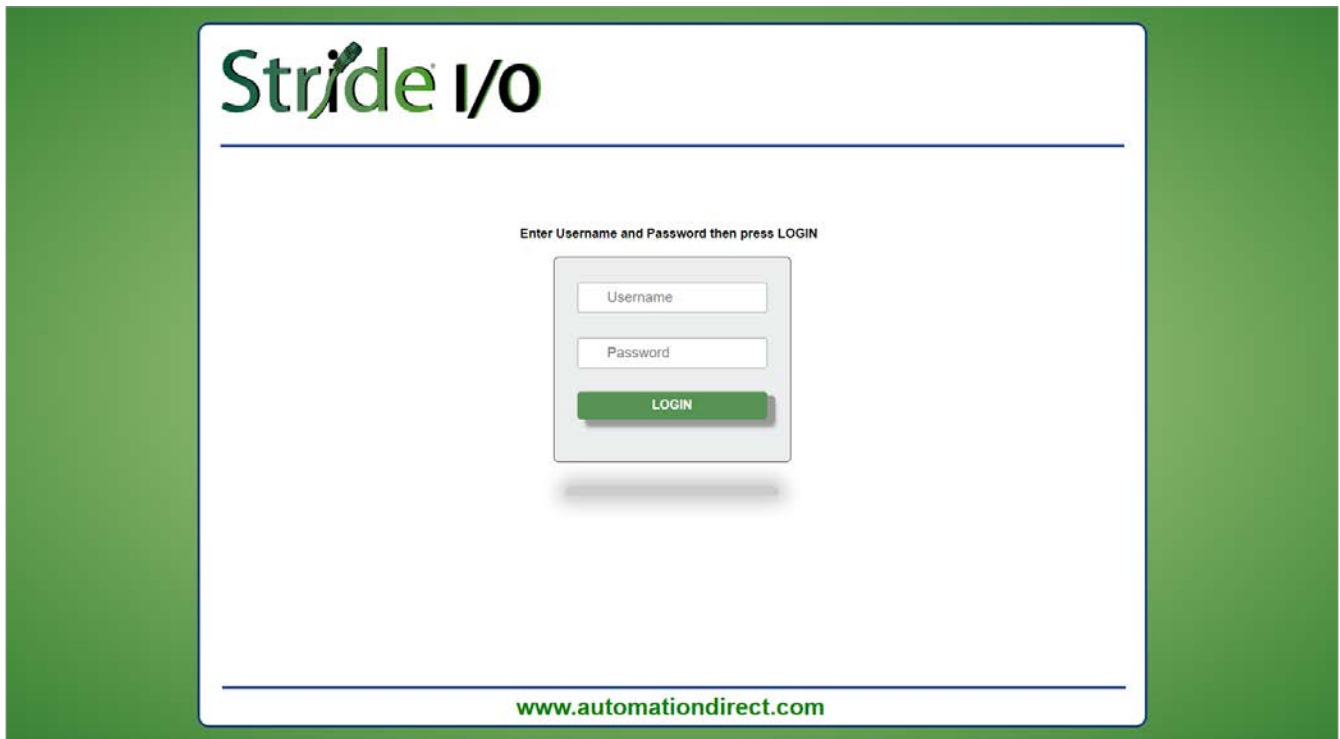 Stride I/O
Enter Username and Password then press LOGIN
Username
Password
LOGIN
www.automationdirect.com